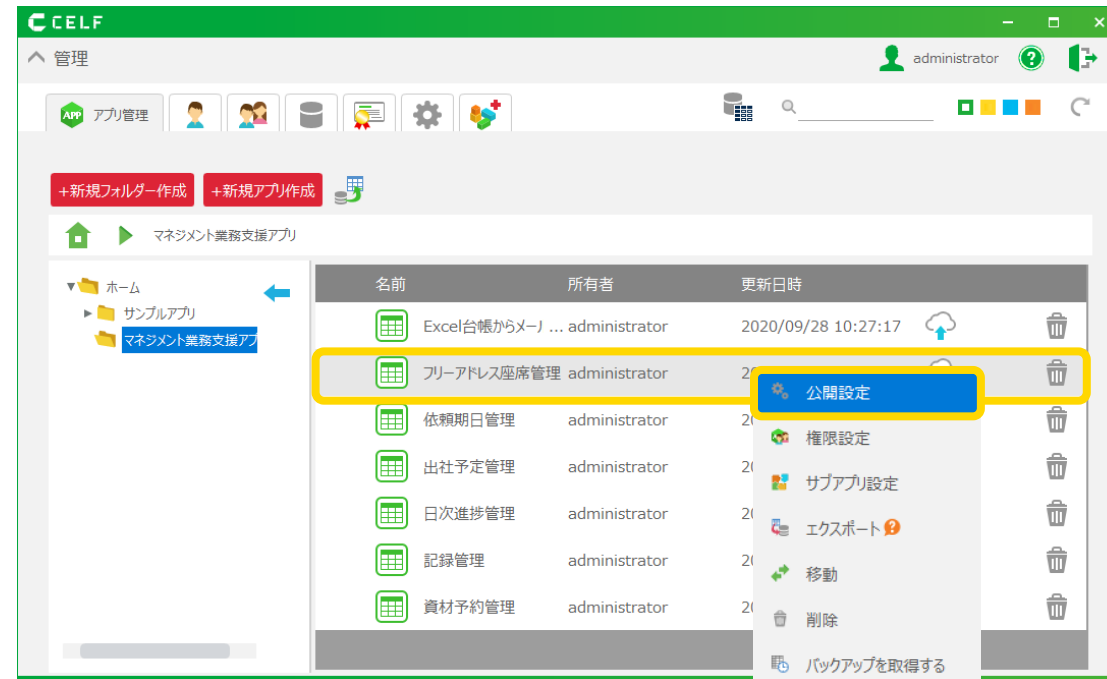 CELF
管理
administrator
APP アプリ管理
+新規フォルダー作成 +新規アプリ作成
マネジメント業務支援アプリ
ホーム
サンプルアプリ
マネジメント業務支援アプ
名前 所有者 更新日時
Excel台帳からメー ... administrator 2020/09/28 10:27:17
フリーアドレス座席管理 administrator 2
公開設定
依頼期日管理 administrator 2
権限設定
出社予定管理 administrator 2
サブアプリ設定
日次進捗管理 administrator 2
エクスポート
記録管理 administrator 2
移動
資材予約管理 administrator 2
削除
バックアップを取得する